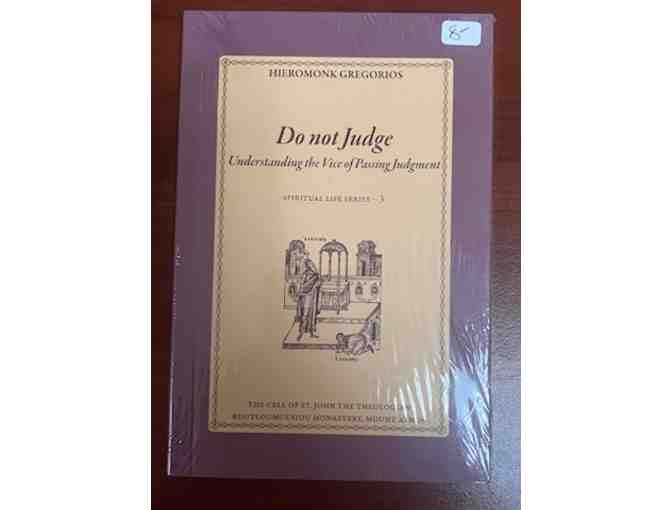 8-
HIEROMONK GREGORIOS
Do not Judge
Understanding the Vice of Passing Judgment
SPIRITUAL LIFE SERIES - 3
THE CELL OF ST. JOHN THE THEOLOGIAN
KOUTLOUMUSIOU MONASTERY, MOUNT ATHOS